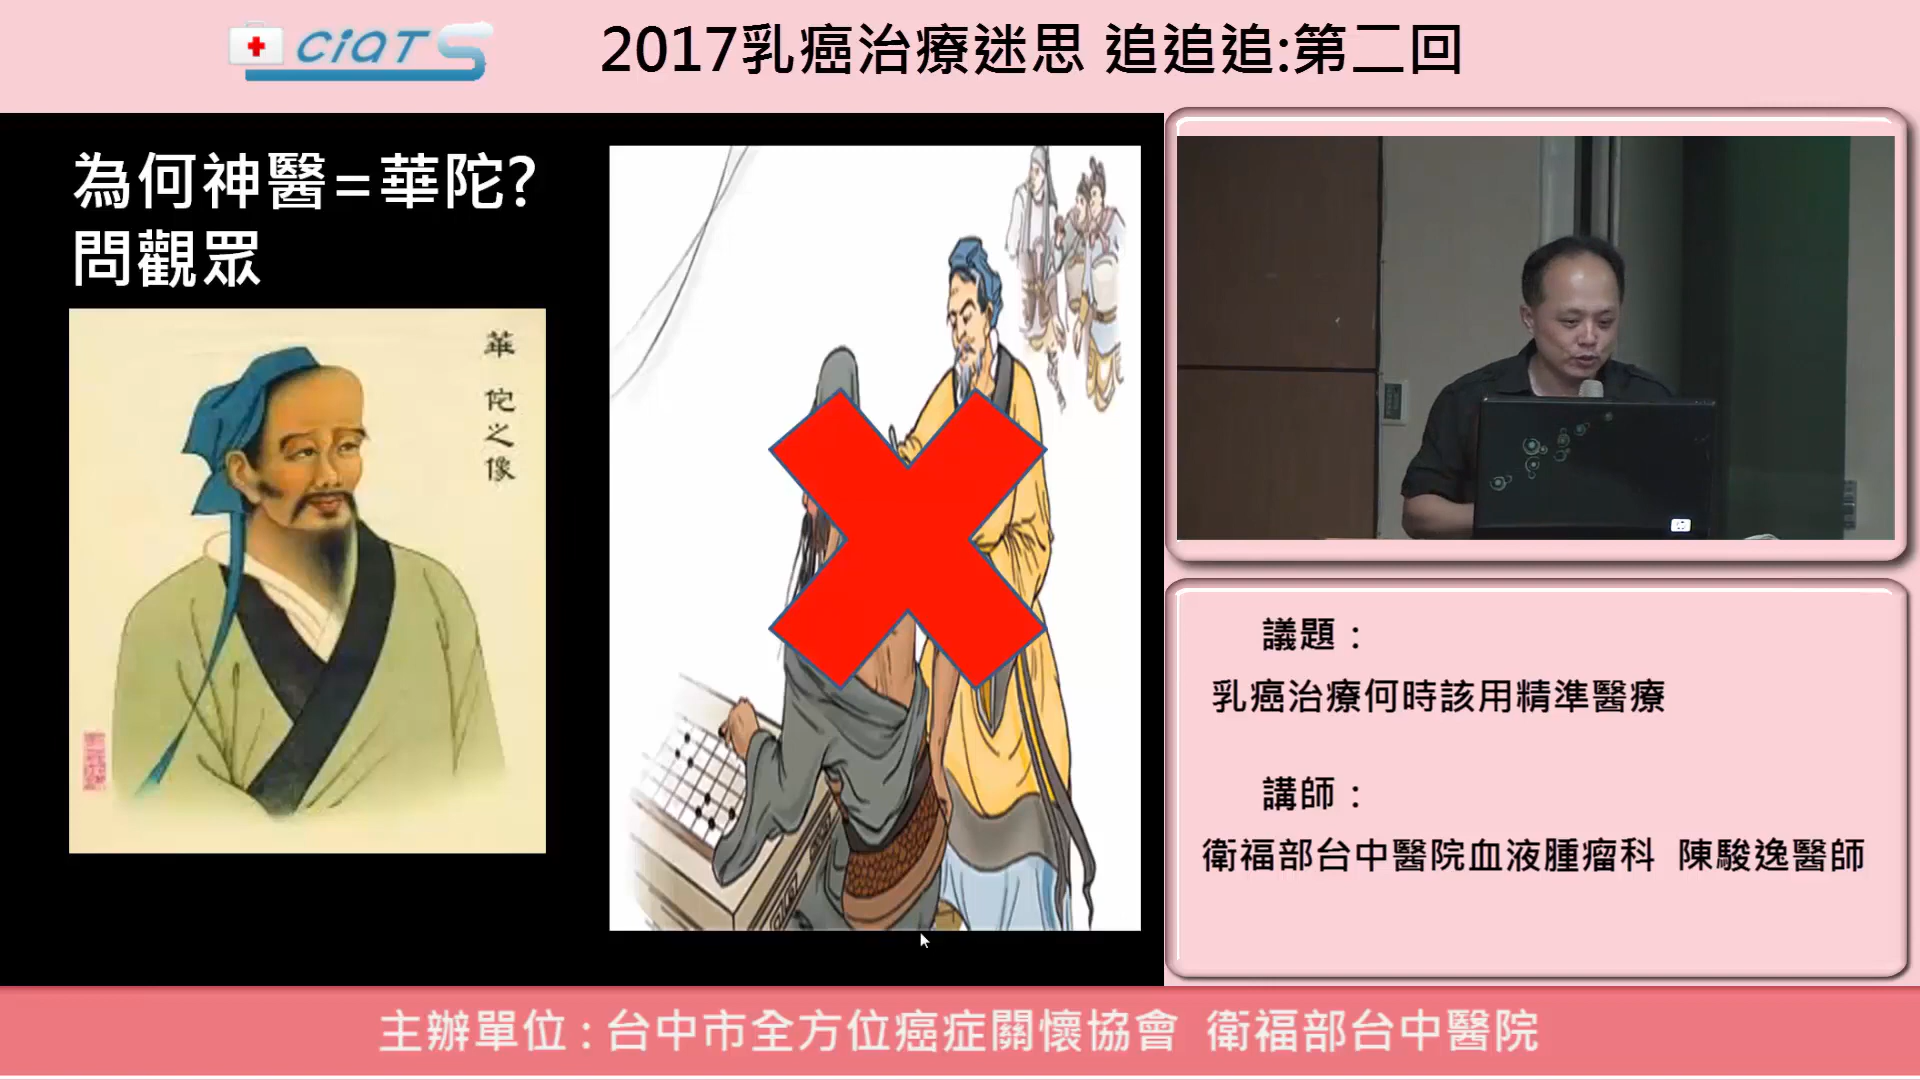 CiATS
2017乳癌治療迷思 追追追:第二回
為何神醫=華陀?
問觀眾
華佗之像
議題：
乳癌治療何時該用精準醫療
講師：
衛福部台中醫院血液腫瘤科 陳駿逸醫師
主辦單位：台中市全方位癌症關懷協會 衛福部台中醫院